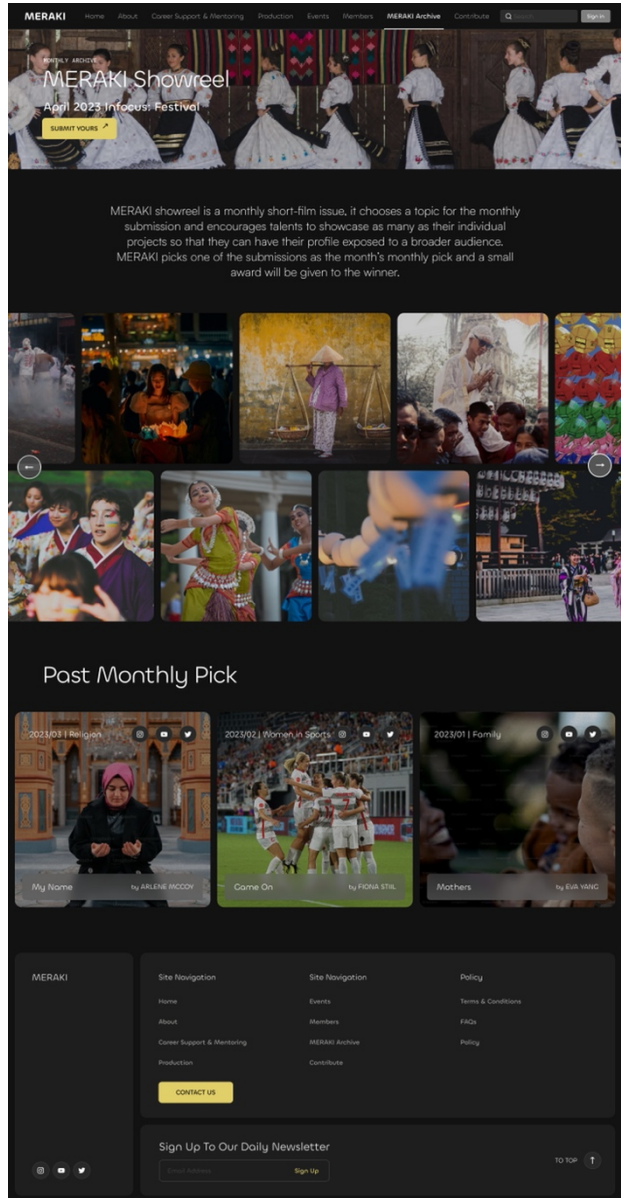 MERAKI Home About Career Support & Mentoring Production Events Members MERAKI Archive Contribute Search Sign in
MONTHLY ARCHIVE
MERAKI Showreel
April 2023 Infocus: Festival
SUBMIT YOURS ↗
MERAKI showreel is a monthly short-film issue, it chooses a topic for the monthly
submission and encourages talents to showcase as many as their individual
projects so that they can have their profile exposed to a broader audience.
MERAKI picks one of the submissions as the month's monthly pick and a small
award will be given to the winner.
Past Monthly Pick
2023/03 | Religion
My Name by ARLENE MCCOY
2023/02 | Women in Sports
Game On by FIONA STIIL
2023/01 | Family
Mothers by EVA YANG
MERAKI
Site Navigation
Home
About
Career Support & Mentoring
Production
CONTACT US
Site Navigation
Events
Members
MERAKI Archive
Contribute
Policy
Terms & Conditions
FAQs
Policy
Sign Up To Our Daily Newsletter
Email Address Sign Up
TO TOP ↑